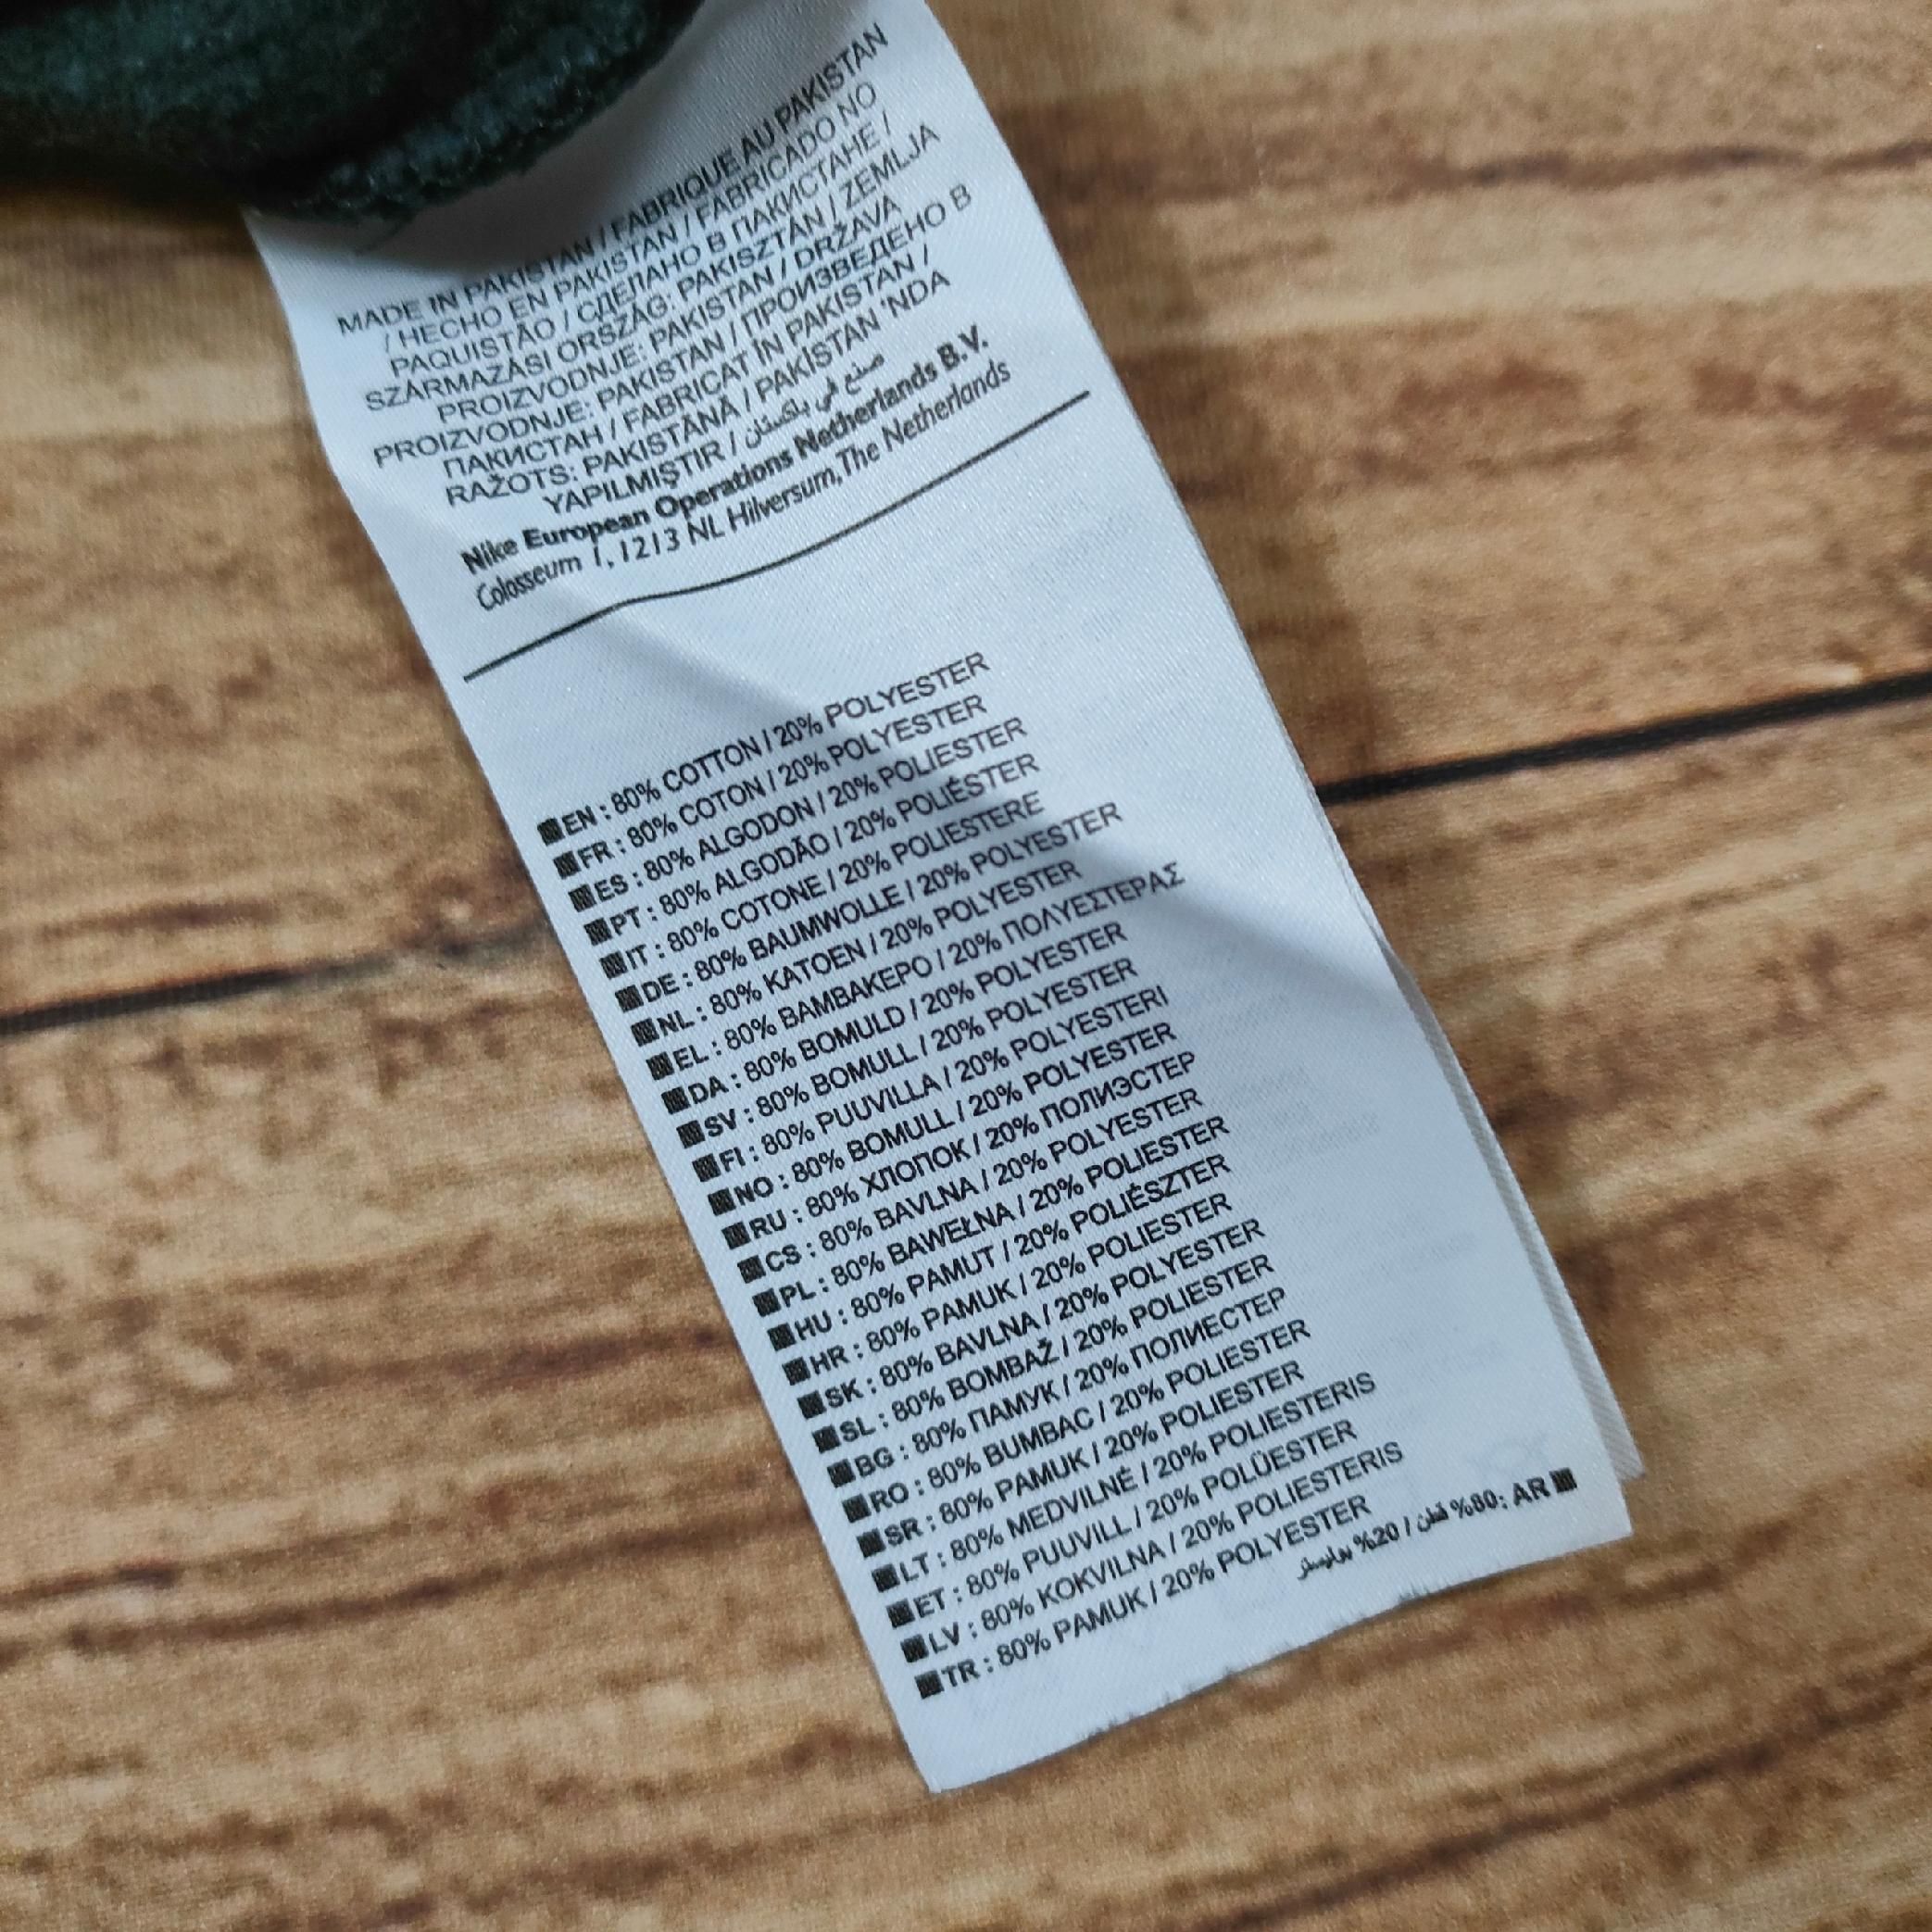 MADE IN PAKISTAN / FABRIQUE AU PAKISTAN
/ HECHO EN PAKISTAN / FABRICADO NO
PAQUISTÃO / СДЕЛАНО В ПАКИСТАНЕ /
SZÁRMAZÁSI ORSZÁG: PAKISZTÁN / ZEMLJA
PROIZVODNJE: PAKISTAN / DRŽAVA
PROIZVODNJE: PAKISTAN / ПРОИЗВЕДЕНО В
ПАКИСТАН / FABRICAT ÎN PAKISTAN /
RAŽOTS: PAKISTĀNĀ / PAKİSTAN 'NDA
YAPILMIŞTIR / صنع في باكستان
Nike European Operations Netherlands B.V.
Colosseum 1, 1213 NL Hilversum, The Netherlands
EN : 80% COTTON / 20% POLYESTER
FR : 80% COTON / 20% POLYESTER
ES : 80% ALGODON / 20% POLIESTER
PT : 80% ALGODÃO / 20% POLIÉSTER
IT : 80% COTONE / 20% POLIESTERE
DE : 80% BAUMWOLLE / 20% POLYESTER
NL : 80% KATOEN / 20% POLYESTER
EL : 80% ΒΑΜΒΑΚΕΡΟ / 20% ΠΟΛΥΕΣΤΕΡΑΣ
DA : 80% BOMULD / 20% POLYESTER
SV : 80% BOMULL / 20% POLYESTER
FI : 80% PUUVILLA / 20% POLYESTERI
NO : 80% BOMULL / 20% POLYESTER
RU : 80% ХЛОПОК / 20% ПОЛИЭСТЕР
CS : 80% BAVLNA / 20% POLYESTER
PL : 80% BAWEŁNA / 20% POLIESTER
HU : 80% PAMUT / 20% POLIÉSZTER
HR : 80% PAMUK / 20% POLIESTER
SK : 80% BAVLNA / 20% POLYESTER
SL : 80% BOMBAŽ / 20% POLIESTER
BG : 80% ПАМУК / 20% ПОЛИЕСТЕР
RO : 80% BUMBAC / 20% POLIESTER
SR : 80% PAMUK / 20% POLIESTER
LT : 80% MEDVILNĖ / 20% POLIESTERIS
ET : 80% PUUVILL / 20% POLÜESTER
LV : 80% KOKVILNA / 20% POLIESTERIS
TR : 80% PAMUK / 20% POLYESTER
AR :80% قطن / 20% بوليستر